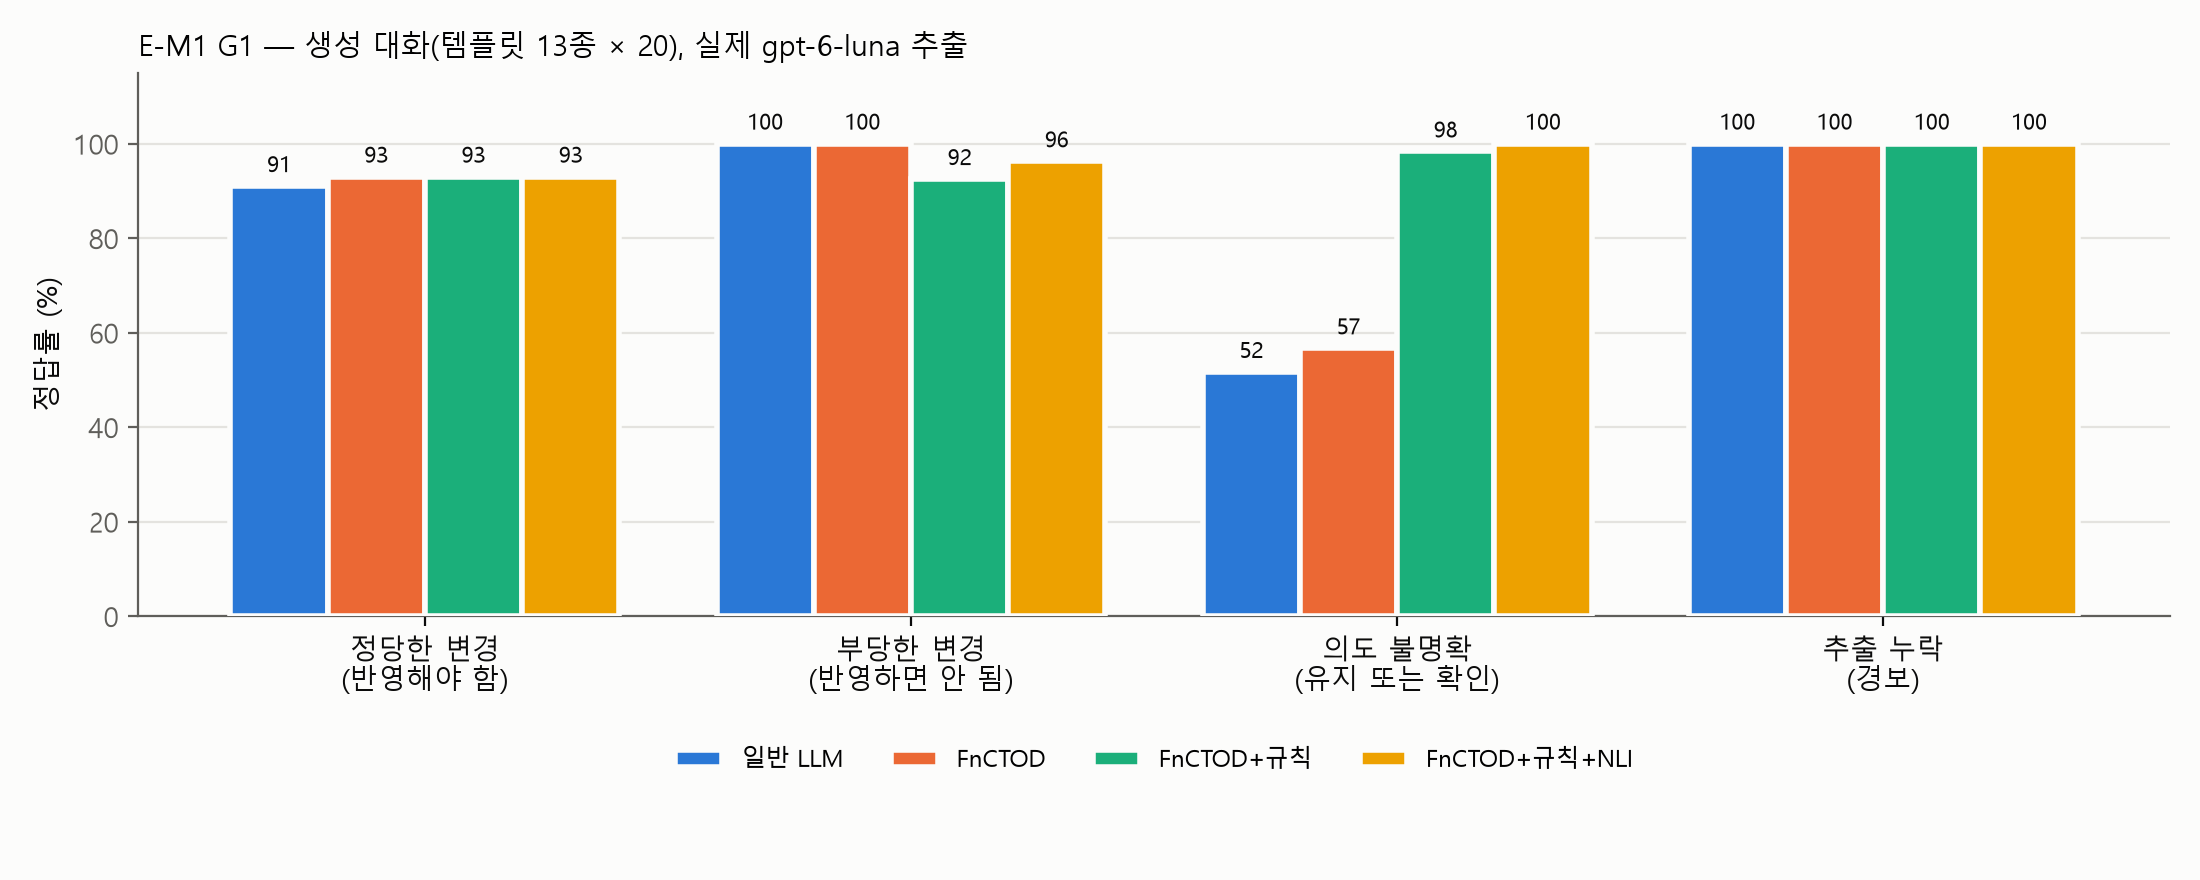 E-M1 G1 — 생성 대화(템플릿 13종 × 20), 실제 gpt-6-luna 추출
정답률 (%)
100
80
60
40
20
0
91
93
93
93
100
100
92
96
52
57
98
100
100
100
100
100
정당한 변경
(반영해야 함)
부당한 변경
(반영하면 안 됨)
의도 불명확
(유지 또는 확인)
추출 누락
(경보)
일반 LLM
FnCTOD
FnCTOD+규칙
FnCTOD+규칙+NLI